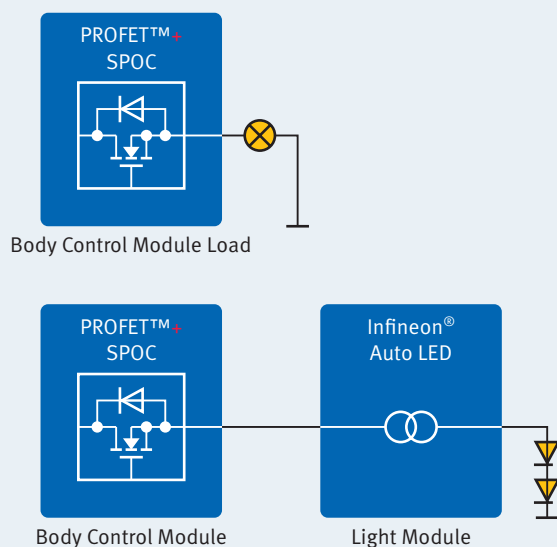 PROFET™+
SPOC
Body Control Module Load
PROFET™+
SPOC
Infineon®
Auto LED
Body Control Module
Light Module